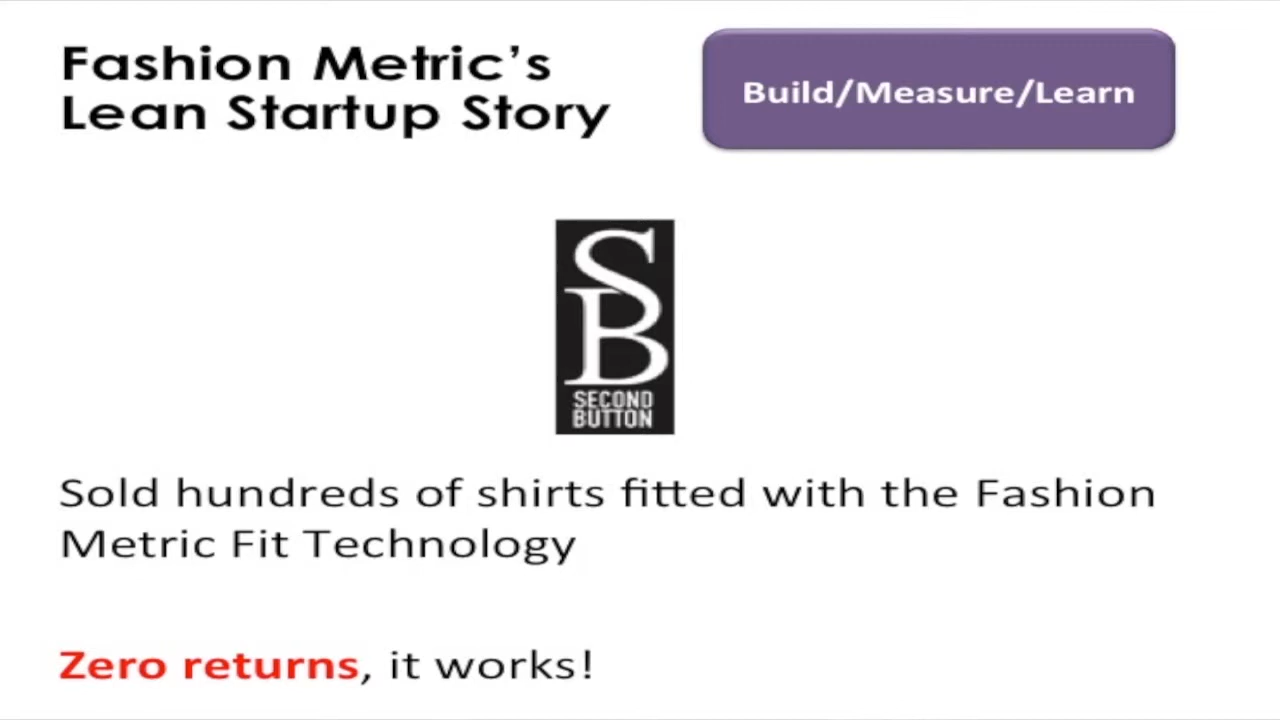 Fashion Metric's
Lean Startup Story
Build/Measure/Learn
SB
SECOND
BUTTON
Sold hundreds of shirts fitted with the Fashion
Metric Fit Technology
Zero returns, it works!